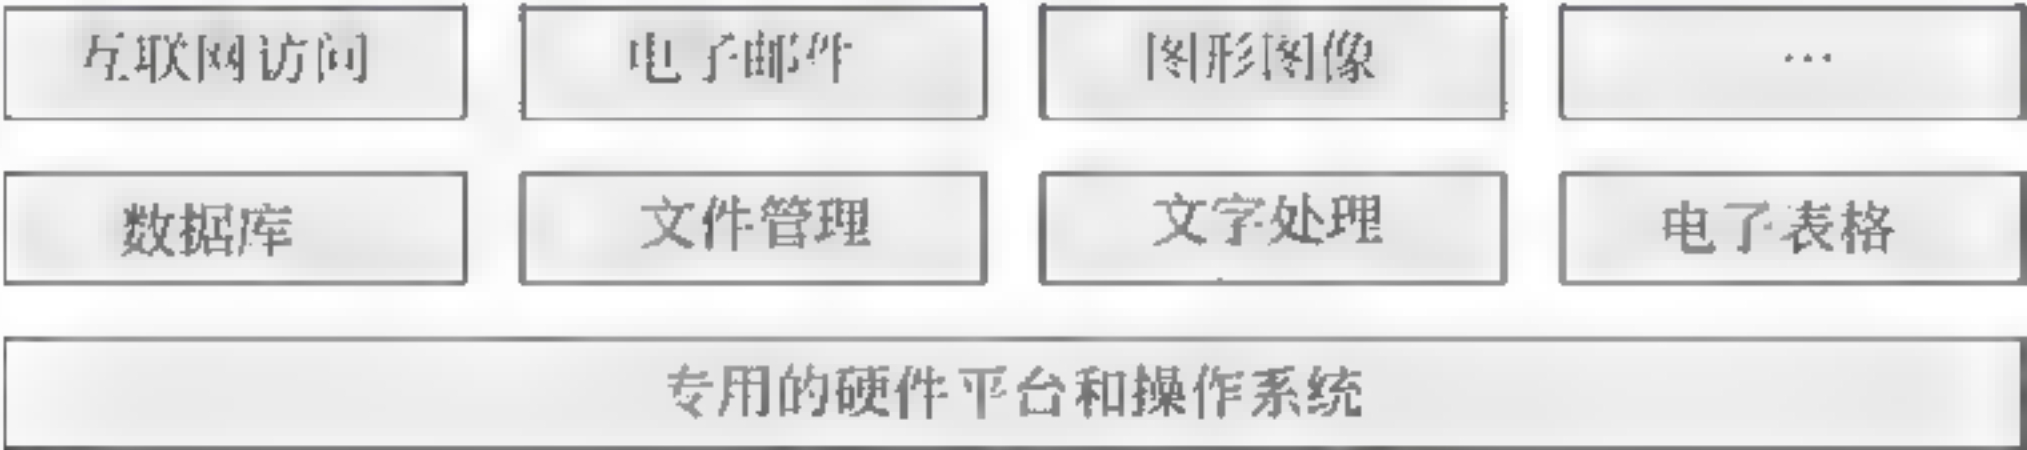 互联网访问 电子邮件 图形图像 …
数据库 文件管理 文字处理 电子表格
专用的硬件平台和操作系统